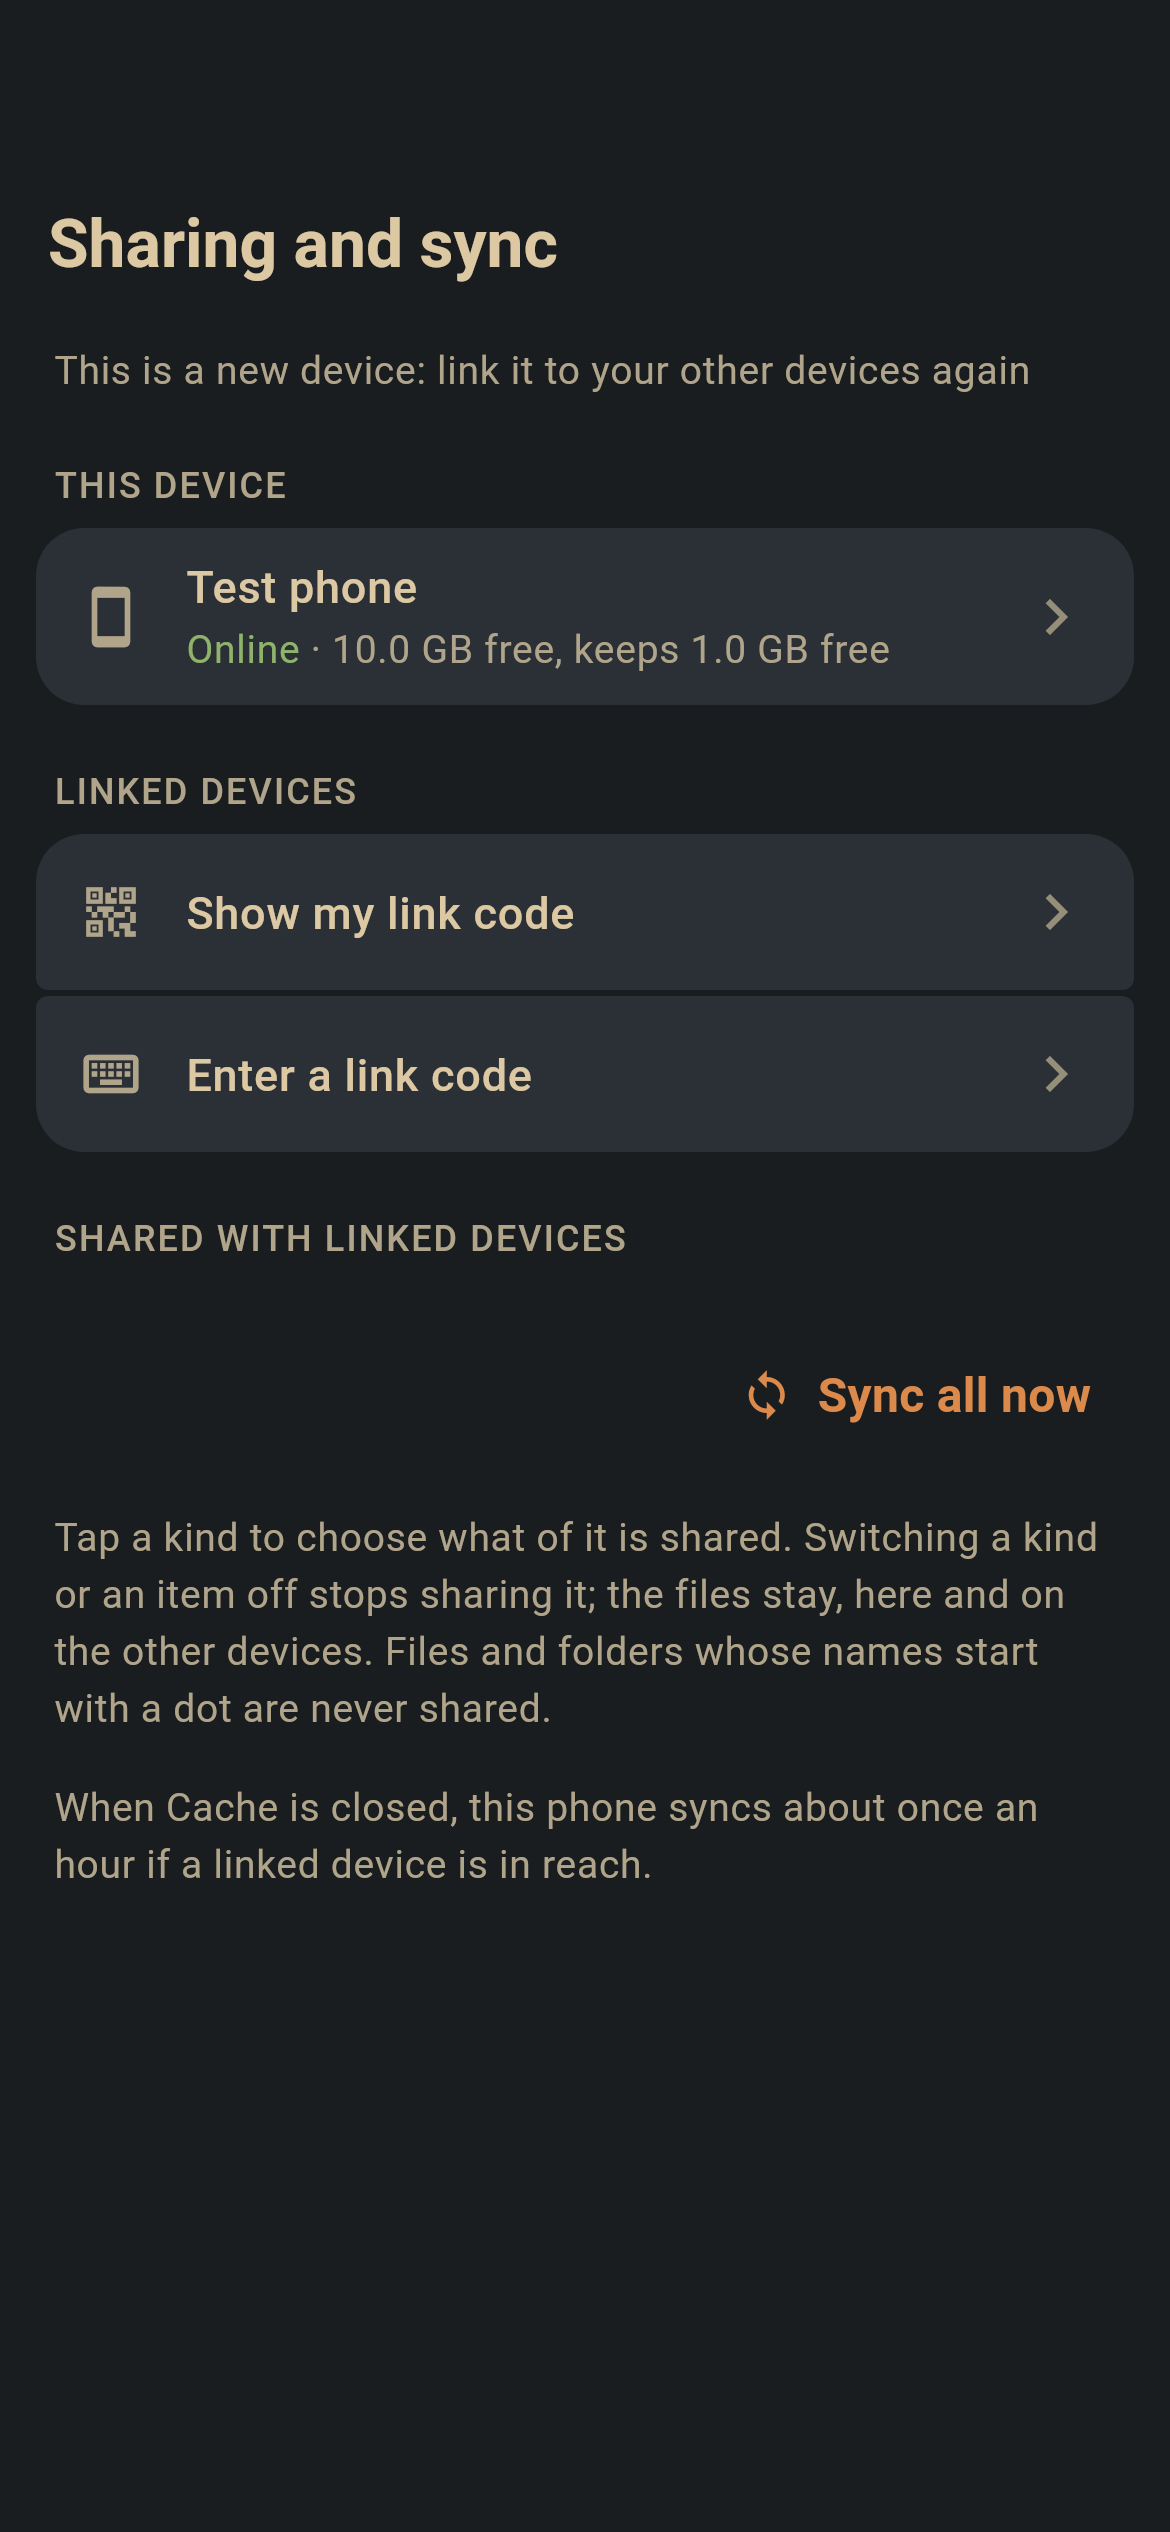 Sharing and sync
This is a new device: link it to your other devices again
THIS DEVICE
Test phone
Online · 10.0 GB free, keeps 1.0 GB free
LINKED DEVICES
Show my link code
Enter a link code
SHARED WITH LINKED DEVICES
Sync all now
Tap a kind to choose what of it is shared. Switching a kind
or an item off stops sharing it; the files stay, here and on
the other devices. Files and folders whose names start
with a dot are never shared.
When Cache is closed, this phone syncs about once an
hour if a linked device is in reach.